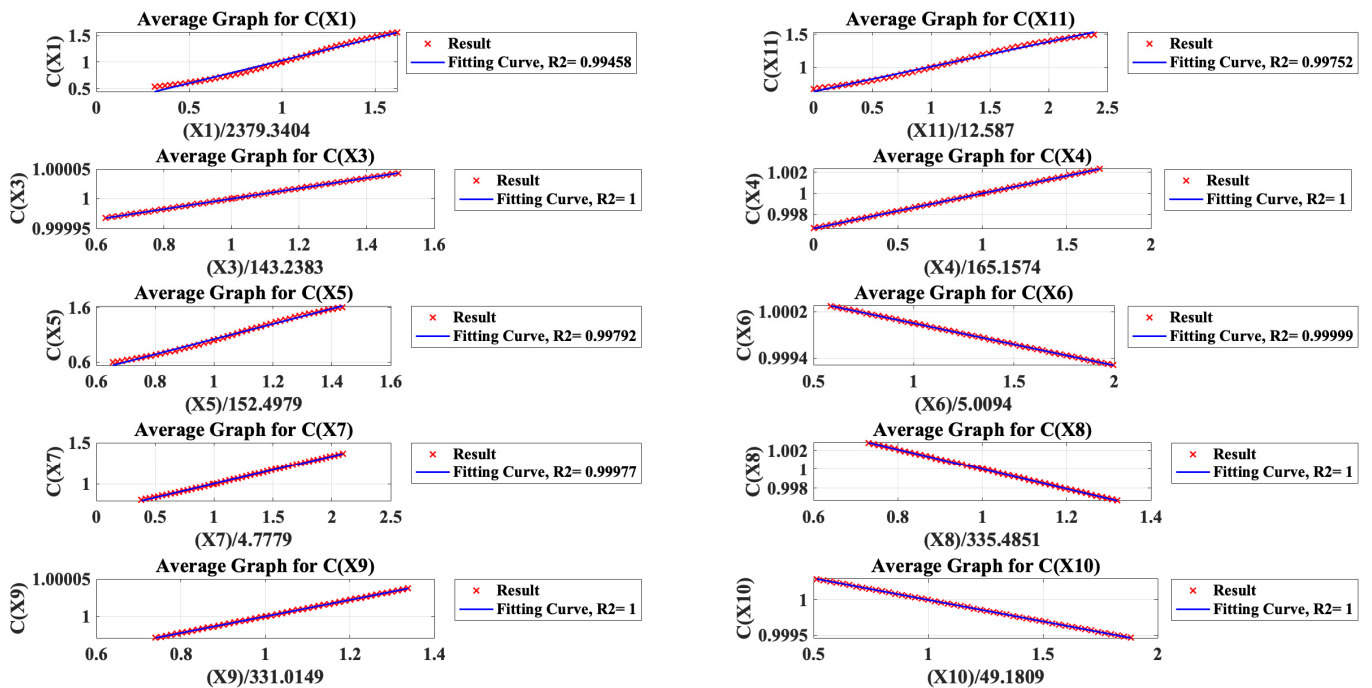 Average Graph for C(X1)
C(X1)
1.5
1
0.5
0 0.5 1 1.5
(X1)/2379.3404
Result
Fitting Curve, R2= 0.99458
Average Graph for C(X11)
C(X11)
1.5
1
0 0.5 1 1.5 2 2.5
(X11)/12.587
Result
Fitting Curve, R2= 0.99752
Average Graph for C(X3)
C(X3)
1.00005
1
0.99995
0.6 0.8 1 1.2 1.4 1.6
(X3)/143.2383
Result
Fitting Curve, R2= 1
Average Graph for C(X4)
C(X4)
1.002
1
0.998
0 0.5 1 1.5 2
(X4)/165.1574
Result
Fitting Curve, R2= 1
Average Graph for C(X5)
C(X5)
1.6
0.6
0.6 0.8 1 1.2 1.4 1.6
(X5)/152.4979
Result
Fitting Curve, R2= 0.99792
Average Graph for C(X6)
C(X6)
1.0002
0.9994
0.5 1 1.5 2
(X6)/5.0094
Result
Fitting Curve, R2= 0.99999
Average Graph for C(X7)
C(X7)
1.5
1
0 0.5 1 1.5 2 2.5
(X7)/4.7779
Result
Fitting Curve, R2= 0.99977
Average Graph for C(X8)
C(X8)
1.002
1
0.998
0.6 0.8 1 1.2 1.4
(X8)/335.4851
Result
Fitting Curve, R2= 1
Average Graph for C(X9)
C(X9)
1.00005
1
0.6 0.8 1 1.2 1.4
(X9)/331.0149
Result
Fitting Curve, R2= 1
Average Graph for C(X10)
C(X10)
1
0.9995
0.5 1 1.5 2
(X10)/49.1809
Result
Fitting Curve, R2= 1